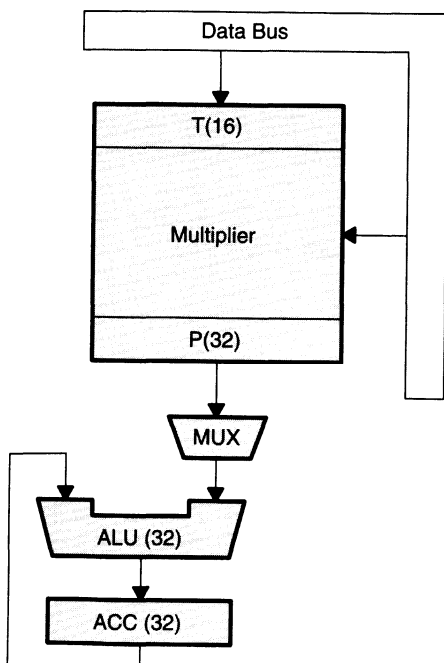 Data Bus
T(16)
Multiplier
P(32)
MUX
ALU (32)
ACC (32)